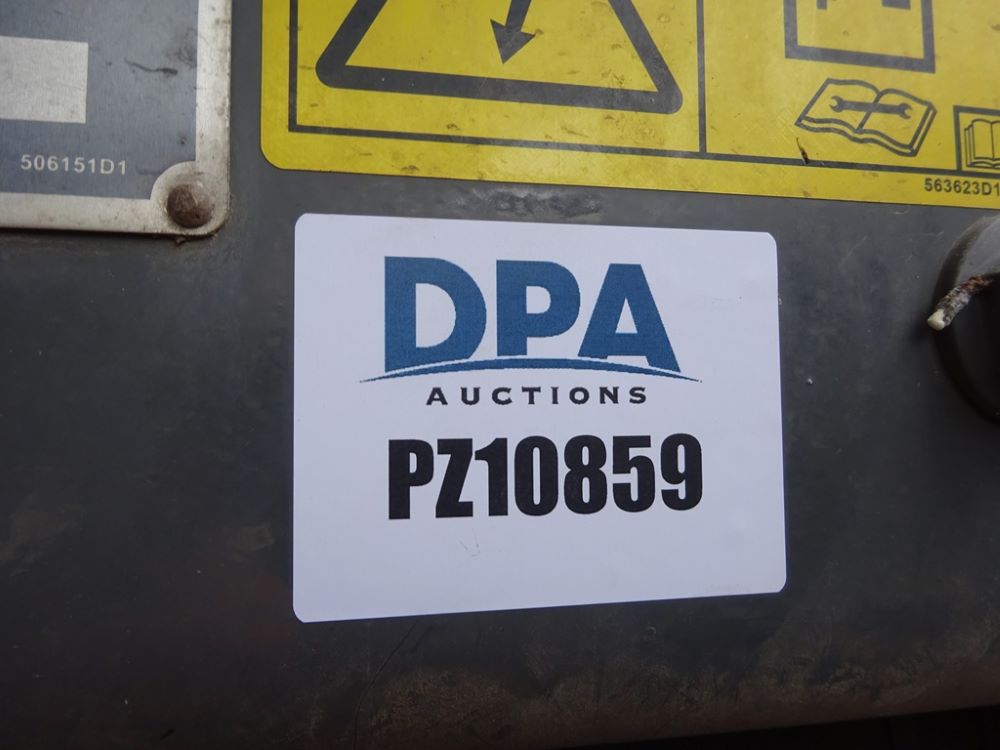 506151D1
563623D1
DPA
AUCTIONS
PZ10859